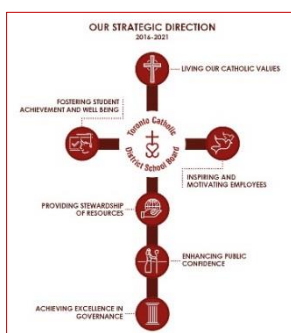 OUR STRATEGIC DIRECTION
2016-2021
LIVING OUR CATHOLIC VALUES
FOSTERING STUDENT
ACHIEVEMENT AND WELL BEING
Toronto Catholic
District School Board
INSPIRING AND
MOTIVATING EMPLOYEES
PROVIDING STEWARDSHIP
OF RESOURCES
ENHANCING PUBLIC
CONFIDENCE
ACHIEVING EXCELLENCE IN
GOVERNANCE